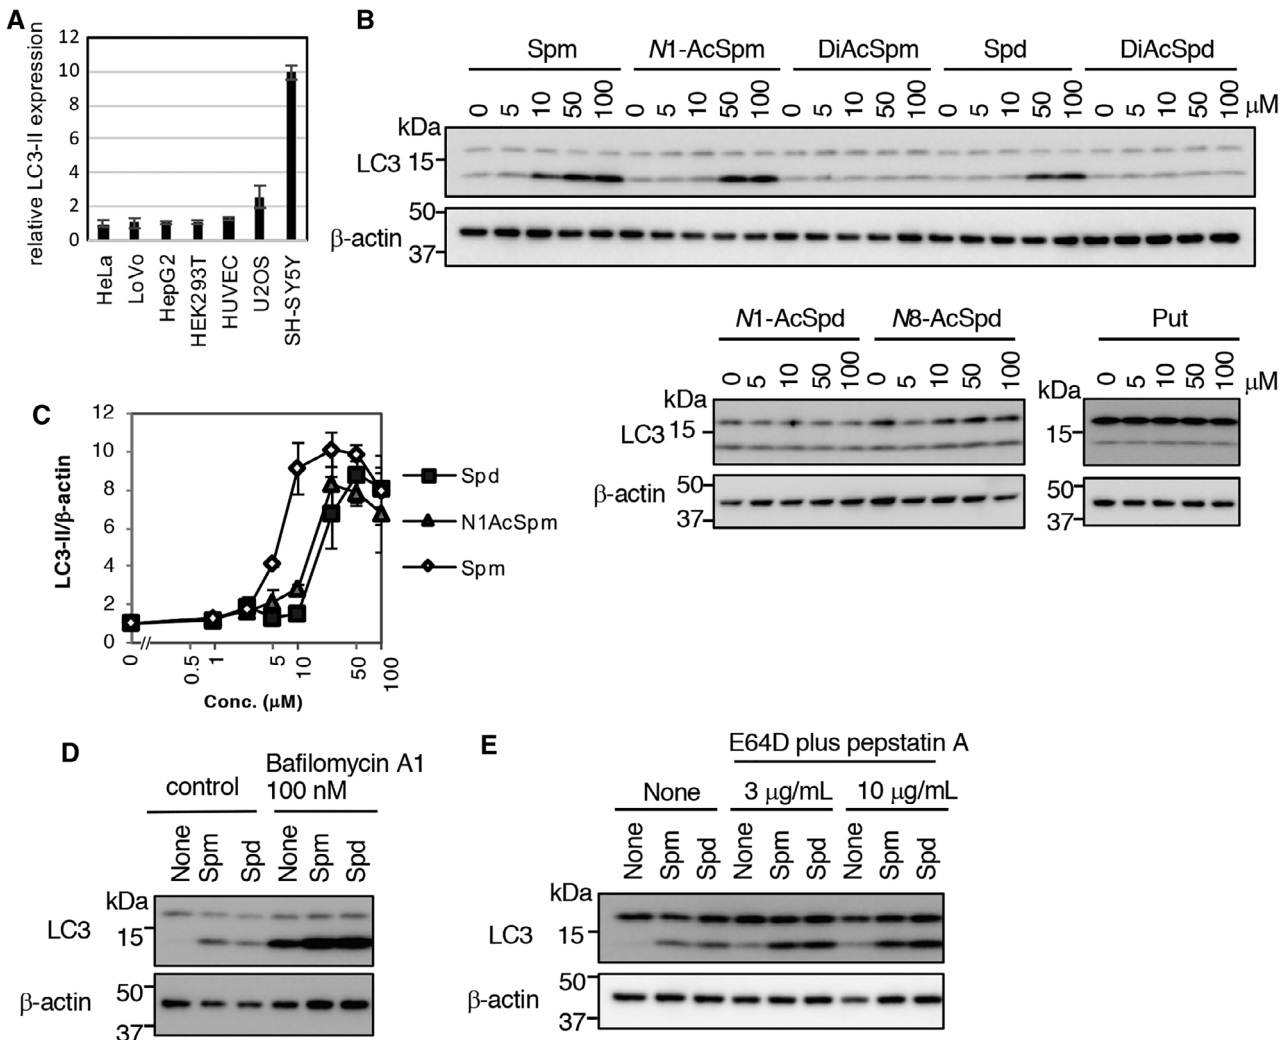 A
relative LC3-II expression
12
10
8
6
4
2
0
HeLa
LoVo
HepG2
HEK293T
HUVEC
U2OS
SH-SY5Y
B
Spm N1-AcSpm DiAcSpm Spd DiAcSpd
0 5 10 50 100 0 5 10 50 100 0 5 10 50 100 0 5 10 50 100 0 5 10 50 100 μM
kDa
LC3 15
50
β-actin
37
N1-AcSpd N8-AcSpd
0 5 10 50 100 0 5 10 50 100
kDa
LC3 15
β-actin 50
37
Put
0 5 10 50 100 μM
kDa
15
50
37
C
LC3-II/β-actin
12
10
8
6
4
2
0
0 0.5 1 5 10 50 100
Conc. (μM)
Spd
N1AcSpm
Spm
D
control
Bafilomycin A1
100 nM
None Spm Spd None Spm Spd
kDa
LC3
15
β-actin 50
37
E
E64D plus pepstatin A
None 3 μg/mL 10 μg/mL
None Spm Spd None Spm Spd None Spm Spd
kDa
LC3 15
50
β-actin
37